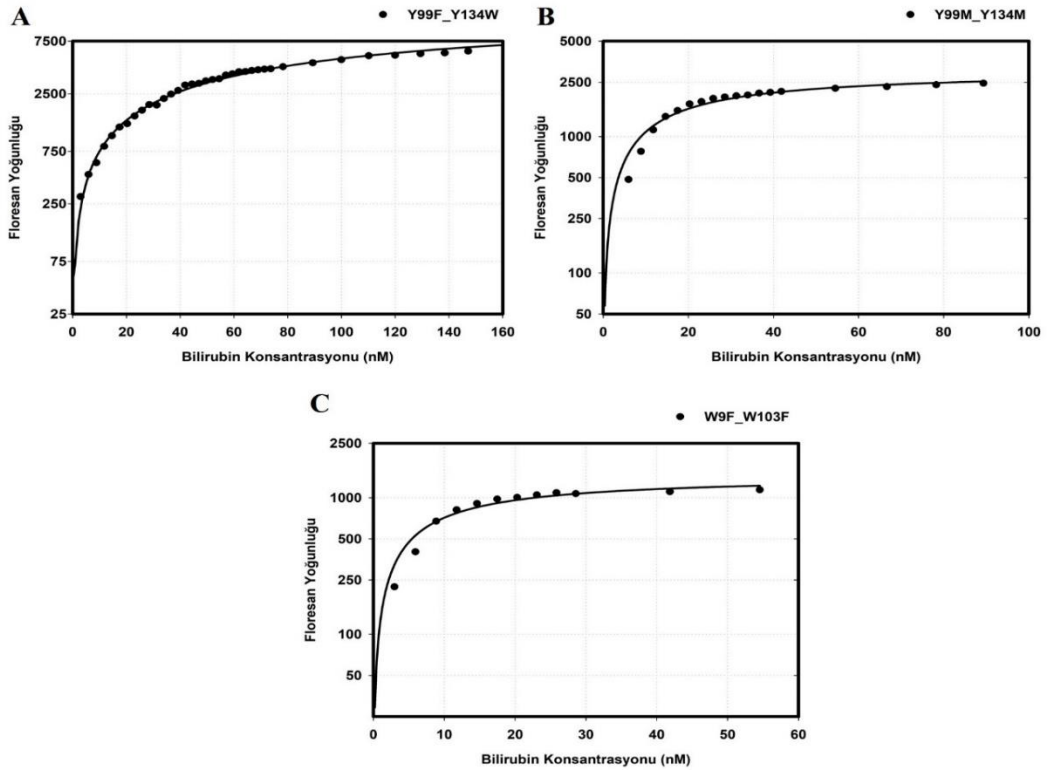 A
Y99F_Y134W
7500
2500
750
250
75
25
0 20 40 60 80 100 120 140 160
Floresan Yoğunluğu
Bilirubin Konsantrasyonu (nM)
B
Y99M_Y134M
5000
2500
1000
500
250
100
50
0 20 40 60 80 100
Floresan Yoğunluğu
Bilirubin Konsantrasyonu (nM)
C
W9F_W103F
2500
1000
500
250
100
50
0 10 20 30 40 50 60
Floresan Yoğunluğu
Bilirubin Konsantrasyonu (nM)